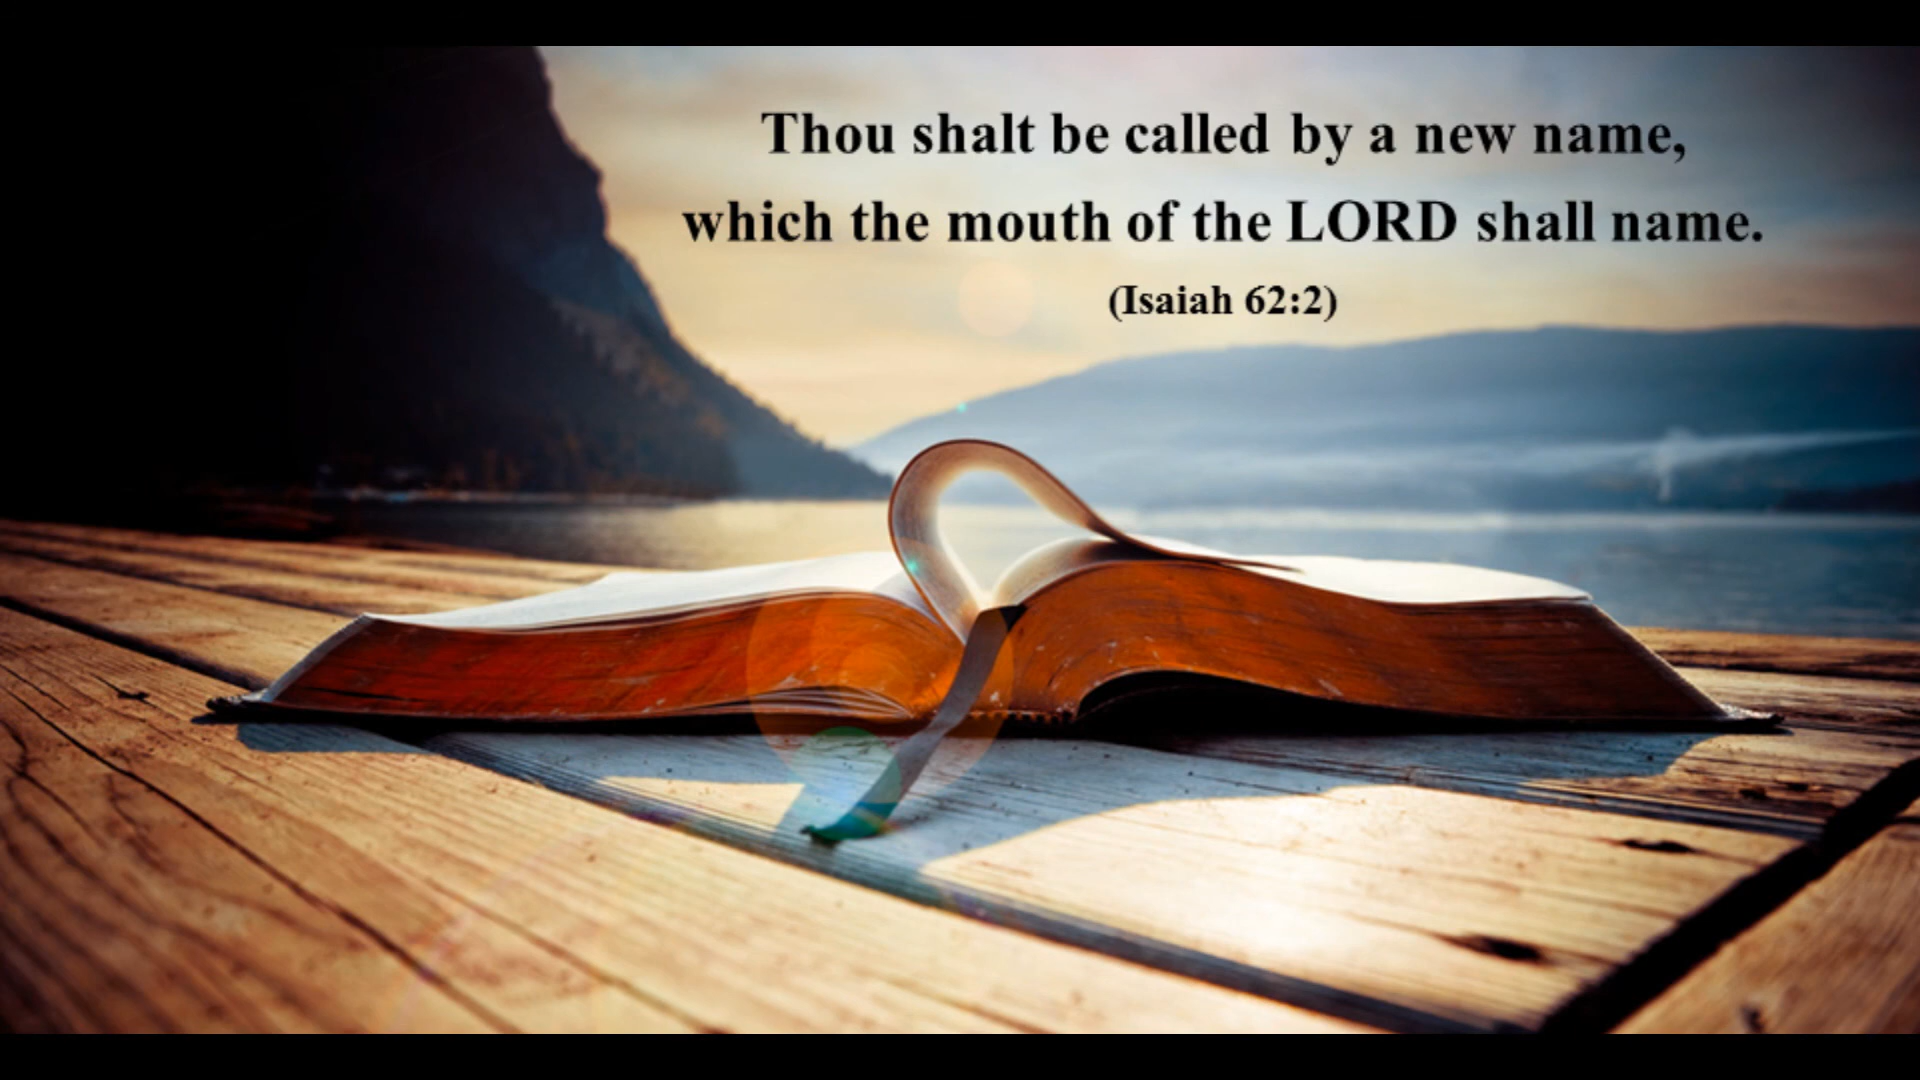 Thou shalt be called by a new name,
which the mouth of the LORD shall name.
(Isaiah 62:2)